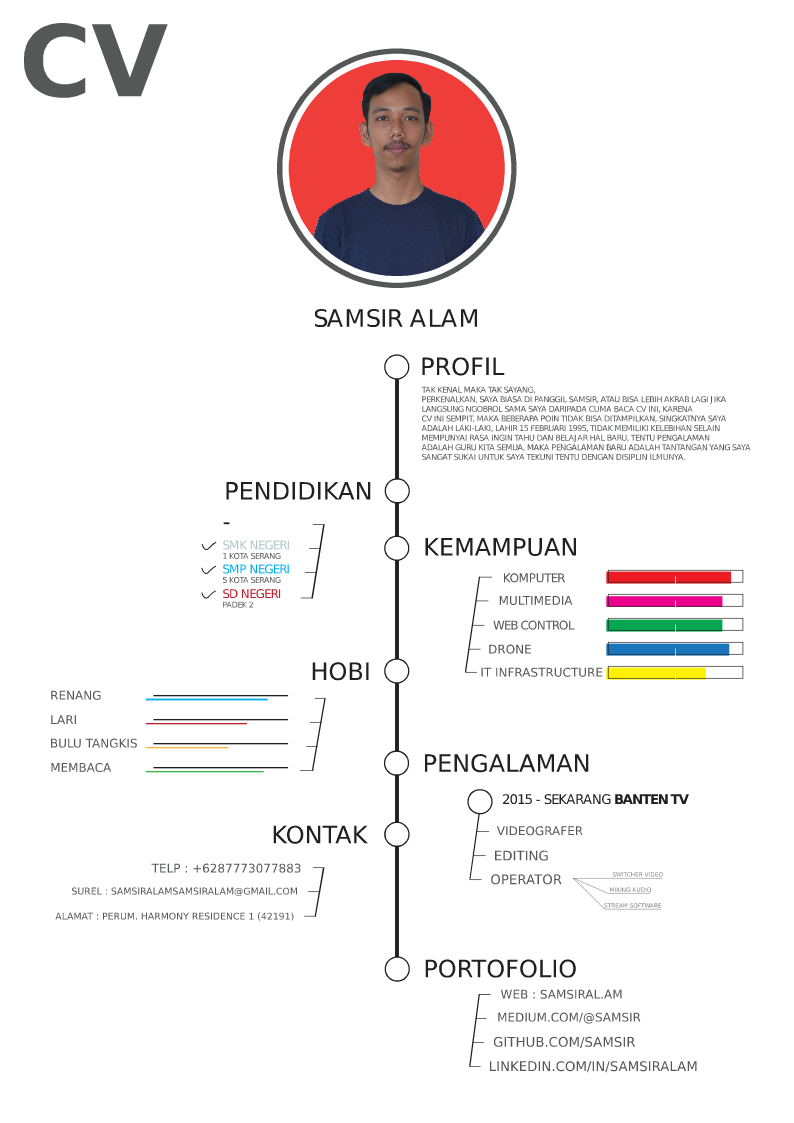 CV
SAMSIR ALAM
PROFIL
TAK KENAL MAKA TAK SAYANG,
PERKENALKAN, SAYA BIASA DI PANGGIL SAMSIR, ATAU BISA LEBIH AKRAB LAGI JIKA
LANGSUNG NGOBROL SAMA SAYA DARIPADA CUMA BACA CV INI, KARENA
CV INI SEMPIT, MAKA BEBERAPA POIN TIDAK BISA DITAMPILKAN, SINGKATNYA SAYA
ADALAH LAKI-LAKI, LAHIR 15 FEBRUARI 1995, TIDAK MEMILIKI KELEBIHAN SELAIN
MEMPUNYAI RASA INGIN TAHU DAN BELAJAR HAL BARU, TENTU PENGALAMAN
ADALAH GURU KITA SEMUA, MAKA PENGALAMAN BARU ADALAH TANTANGAN YANG SAYA
SANGAT SUKAI UNTUK SAYA TEKUNI TENTU DENGAN DISIPLIN ILMUNYA.
PENDIDIKAN
-
SMK NEGERI
1 KOTA SERANG
SMP NEGERI
5 KOTA SERANG
SD NEGERI
PADEK 2
KEMAMPUAN
KOMPUTER
MULTIMEDIA
WEB CONTROL
DRONE
IT INFRASTRUCTURE
HOBI
RENANG
LARI
BULU TANGKIS
MEMBACA
PENGALAMAN
2015 - SEKARANG BANTEN TV
VIDEOGRAFER
EDITING
OPERATOR
SWITCHER VIDEO
MIXING AUDIO
STREAM SOFTWARE
KONTAK
TELP : +6287773077883
SUREL : SAMSIRALAMSAMSIRALAM@GMAIL.COM
ALAMAT : PERUM. HARMONY RESIDENCE 1 (42191)
PORTOFOLIO
WEB : SAMSIRAL.AM
MEDIUM.COM/@SAMSIR
GITHUB.COM/SAMSIR
LINKEDIN.COM/IN/SAMSIRALAM